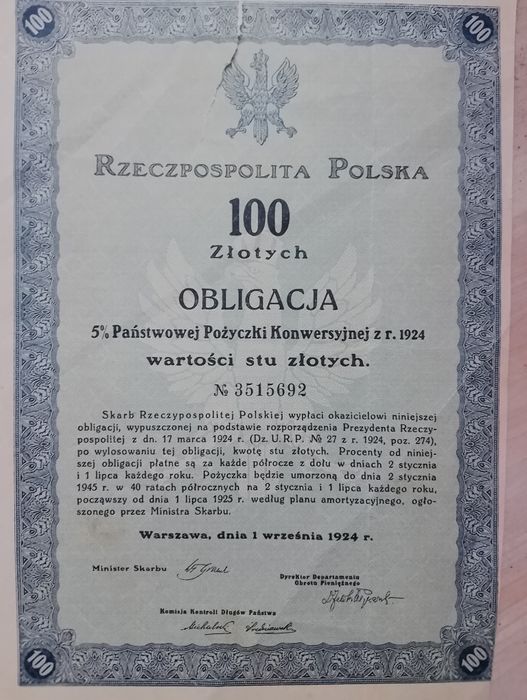 100 100
RZECZPOSPOLITA POLSKA
100
Złotych
OBLIGACJA
5% Państwowej Pożyczki Konwersyjnej z r. 1924
wartości stu złotych.
№ 3515692
Skarb Rzeczypospolitej Polskiej wypłaci okazicielowi niniejszej
obligacji, wypuszczonej na podstawie rozporządzenia Prezydenta Rzeczy-
pospolitej z dn. 17 marca 1924 r. (Dz. U. R. P. № 27 z r. 1924, poz. 274),
po wylosowaniu tej obligacji, kwotę stu złotych. Procenty od niniej-
szej obligacji płatne są za każde półrocze z dołu w dniach 2 stycznia
i 1 lipca każdego roku. Pożyczka będzie umorzona do dnia 2 stycznia
1945 r. w 40 ratach półrocznych na 2 stycznia i 1 lipca każdego roku,
począwszy od dnia 1 lipca 1925 r. według planu amortyzacyjnego, ogło-
szonego przez Ministra Skarbu.
Warszawa, dnia 1 września 1924 r.
Minister Skarbu
Dyrektor Departamentu
Obrotu Pieniężnego
Komisja Kontroli Długów Państwa
100 100